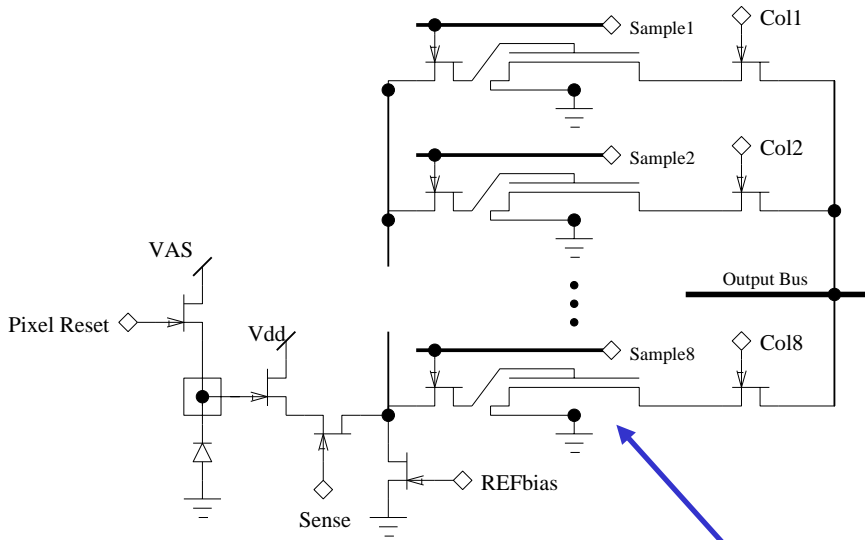 Sample1
Col1
Sample2
Col2
VAS
Output Bus
Pixel Reset
Vdd
Sample8
Col8
REFbias
Sense